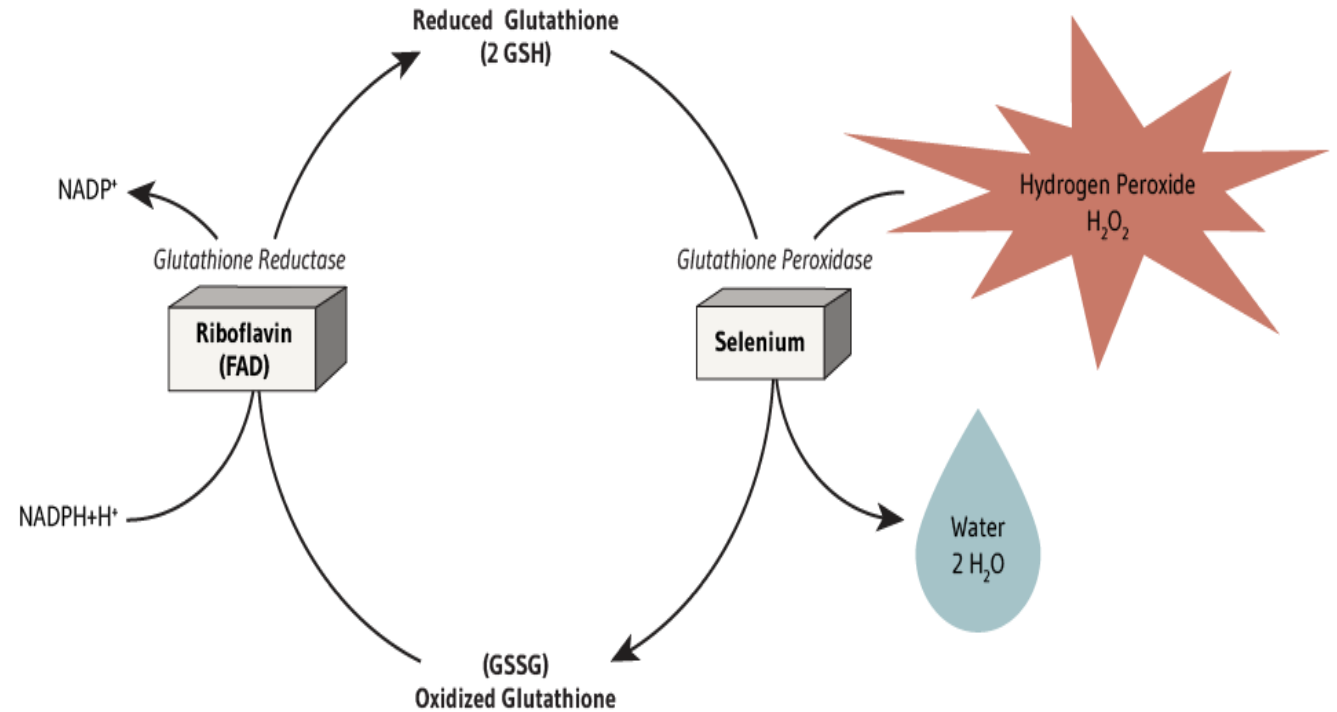 Reduced Glutathione
(2 GSH)
NADP⁺
Hydrogen Peroxide
H₂O₂
Glutathione Reductase
Glutathione Peroxidase
Riboflavin
(FAD)
Selenium
NADPH+H⁺
Water
2 H₂O
(GSSG)
Oxidized Glutathione